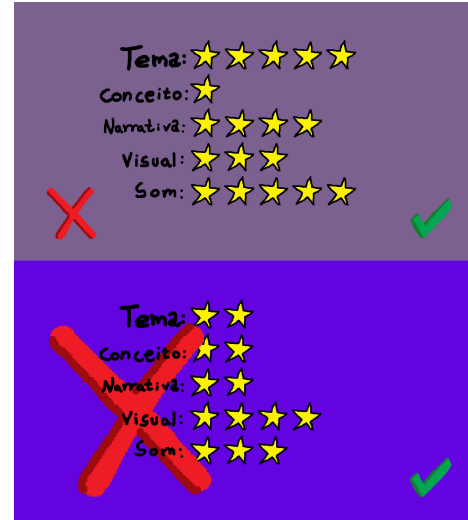 Tema:
Conceito:
Narrativa:
Visual:
Som:
Tema:
Conceito:
Narrativa:
Visual:
Som: